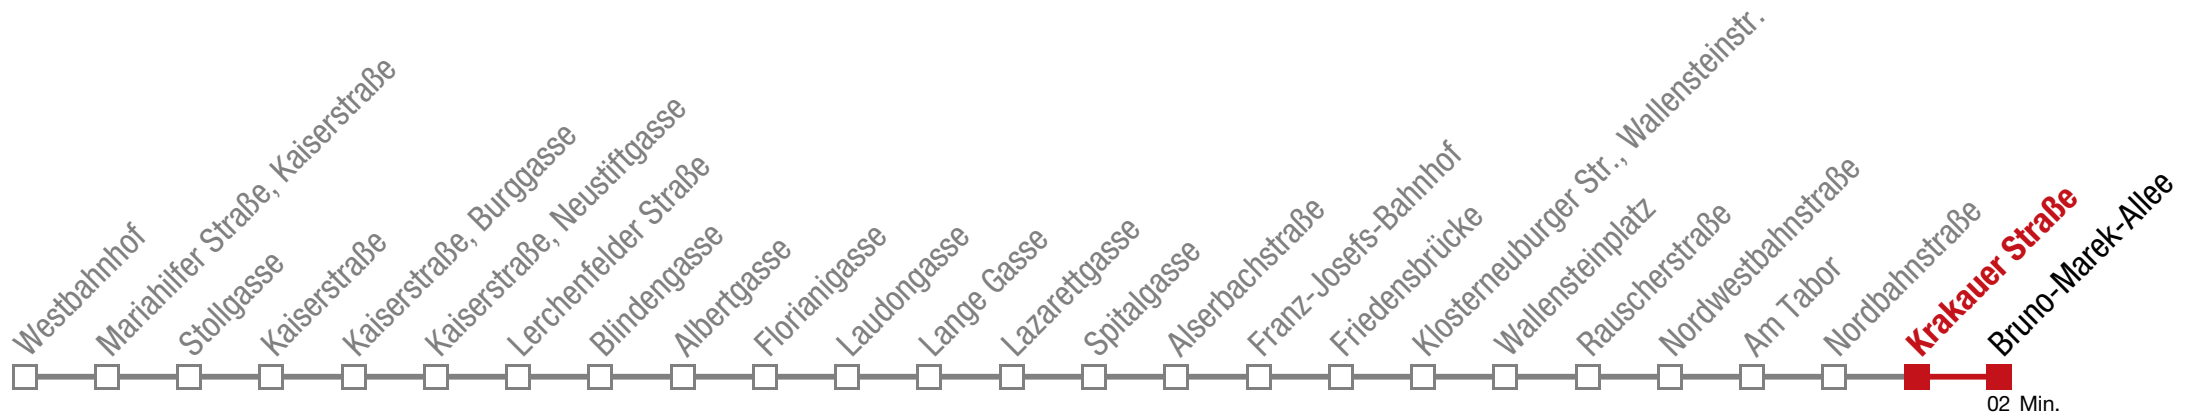 Westbahnhof
Mariahilfer Straße, Kaiserstraße
Stollgasse
Kaiserstraße
Kaiserstraße, Burggasse
Kaiserstraße, Neustiftgasse
Lerchenfelder Straße
Blindengasse
Albertgasse
Florianigasse
Laudongasse
Lange Gasse
Lazarettgasse
Spitalgasse
Alserbachstraße
Franz-Josefs-Bahnhof
Friedensbrücke
Klosterneuburger Str., Wallensteinstr.
Wallensteinplatz
Rauscherstraße
Nordwestbahnstraße
Am Tabor
Nordbahnstraße
Krakauer Straße
Bruno-Marek-Allee
02 Min.